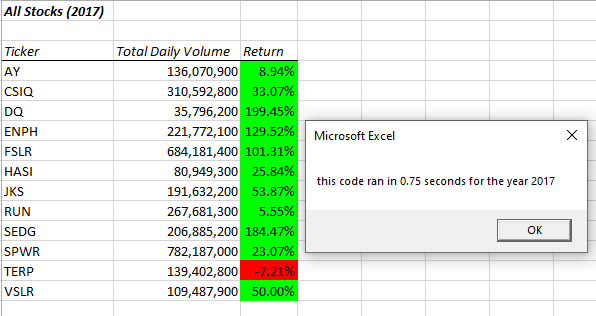 All Stocks (2017)
Ticker Total Daily Volume Return
AY 136,070,900 8.94%
CSIQ 310,592,800 33.07%
DQ 35,796,200 199.45%
ENPH 221,772,100 129.52%
FSLR 684,181,400 101.31%
HASI 80,949,300 25.84%
JKS 191,632,200 53.87%
RUN 267,681,300 5.55%
SEDG 206,885,200 184.47%
SPWR 782,187,000 23.07%
TERP 139,402,800 -7.21%
VSLR 109,487,900 50.00%
Microsoft Excel
this code ran in 0.75 seconds for the year 2017
OK